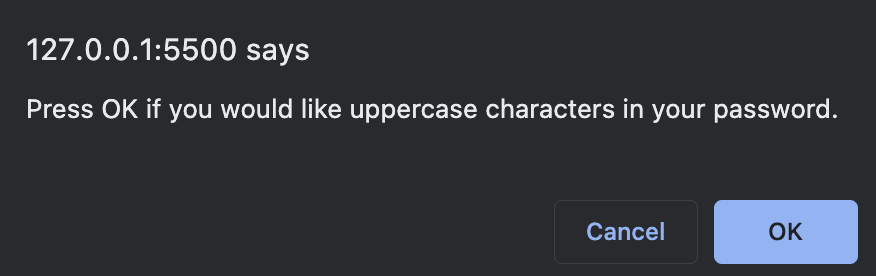 127.0.0.1:5500 says
Press OK if you would like uppercase characters in your password.
Cancel
OK